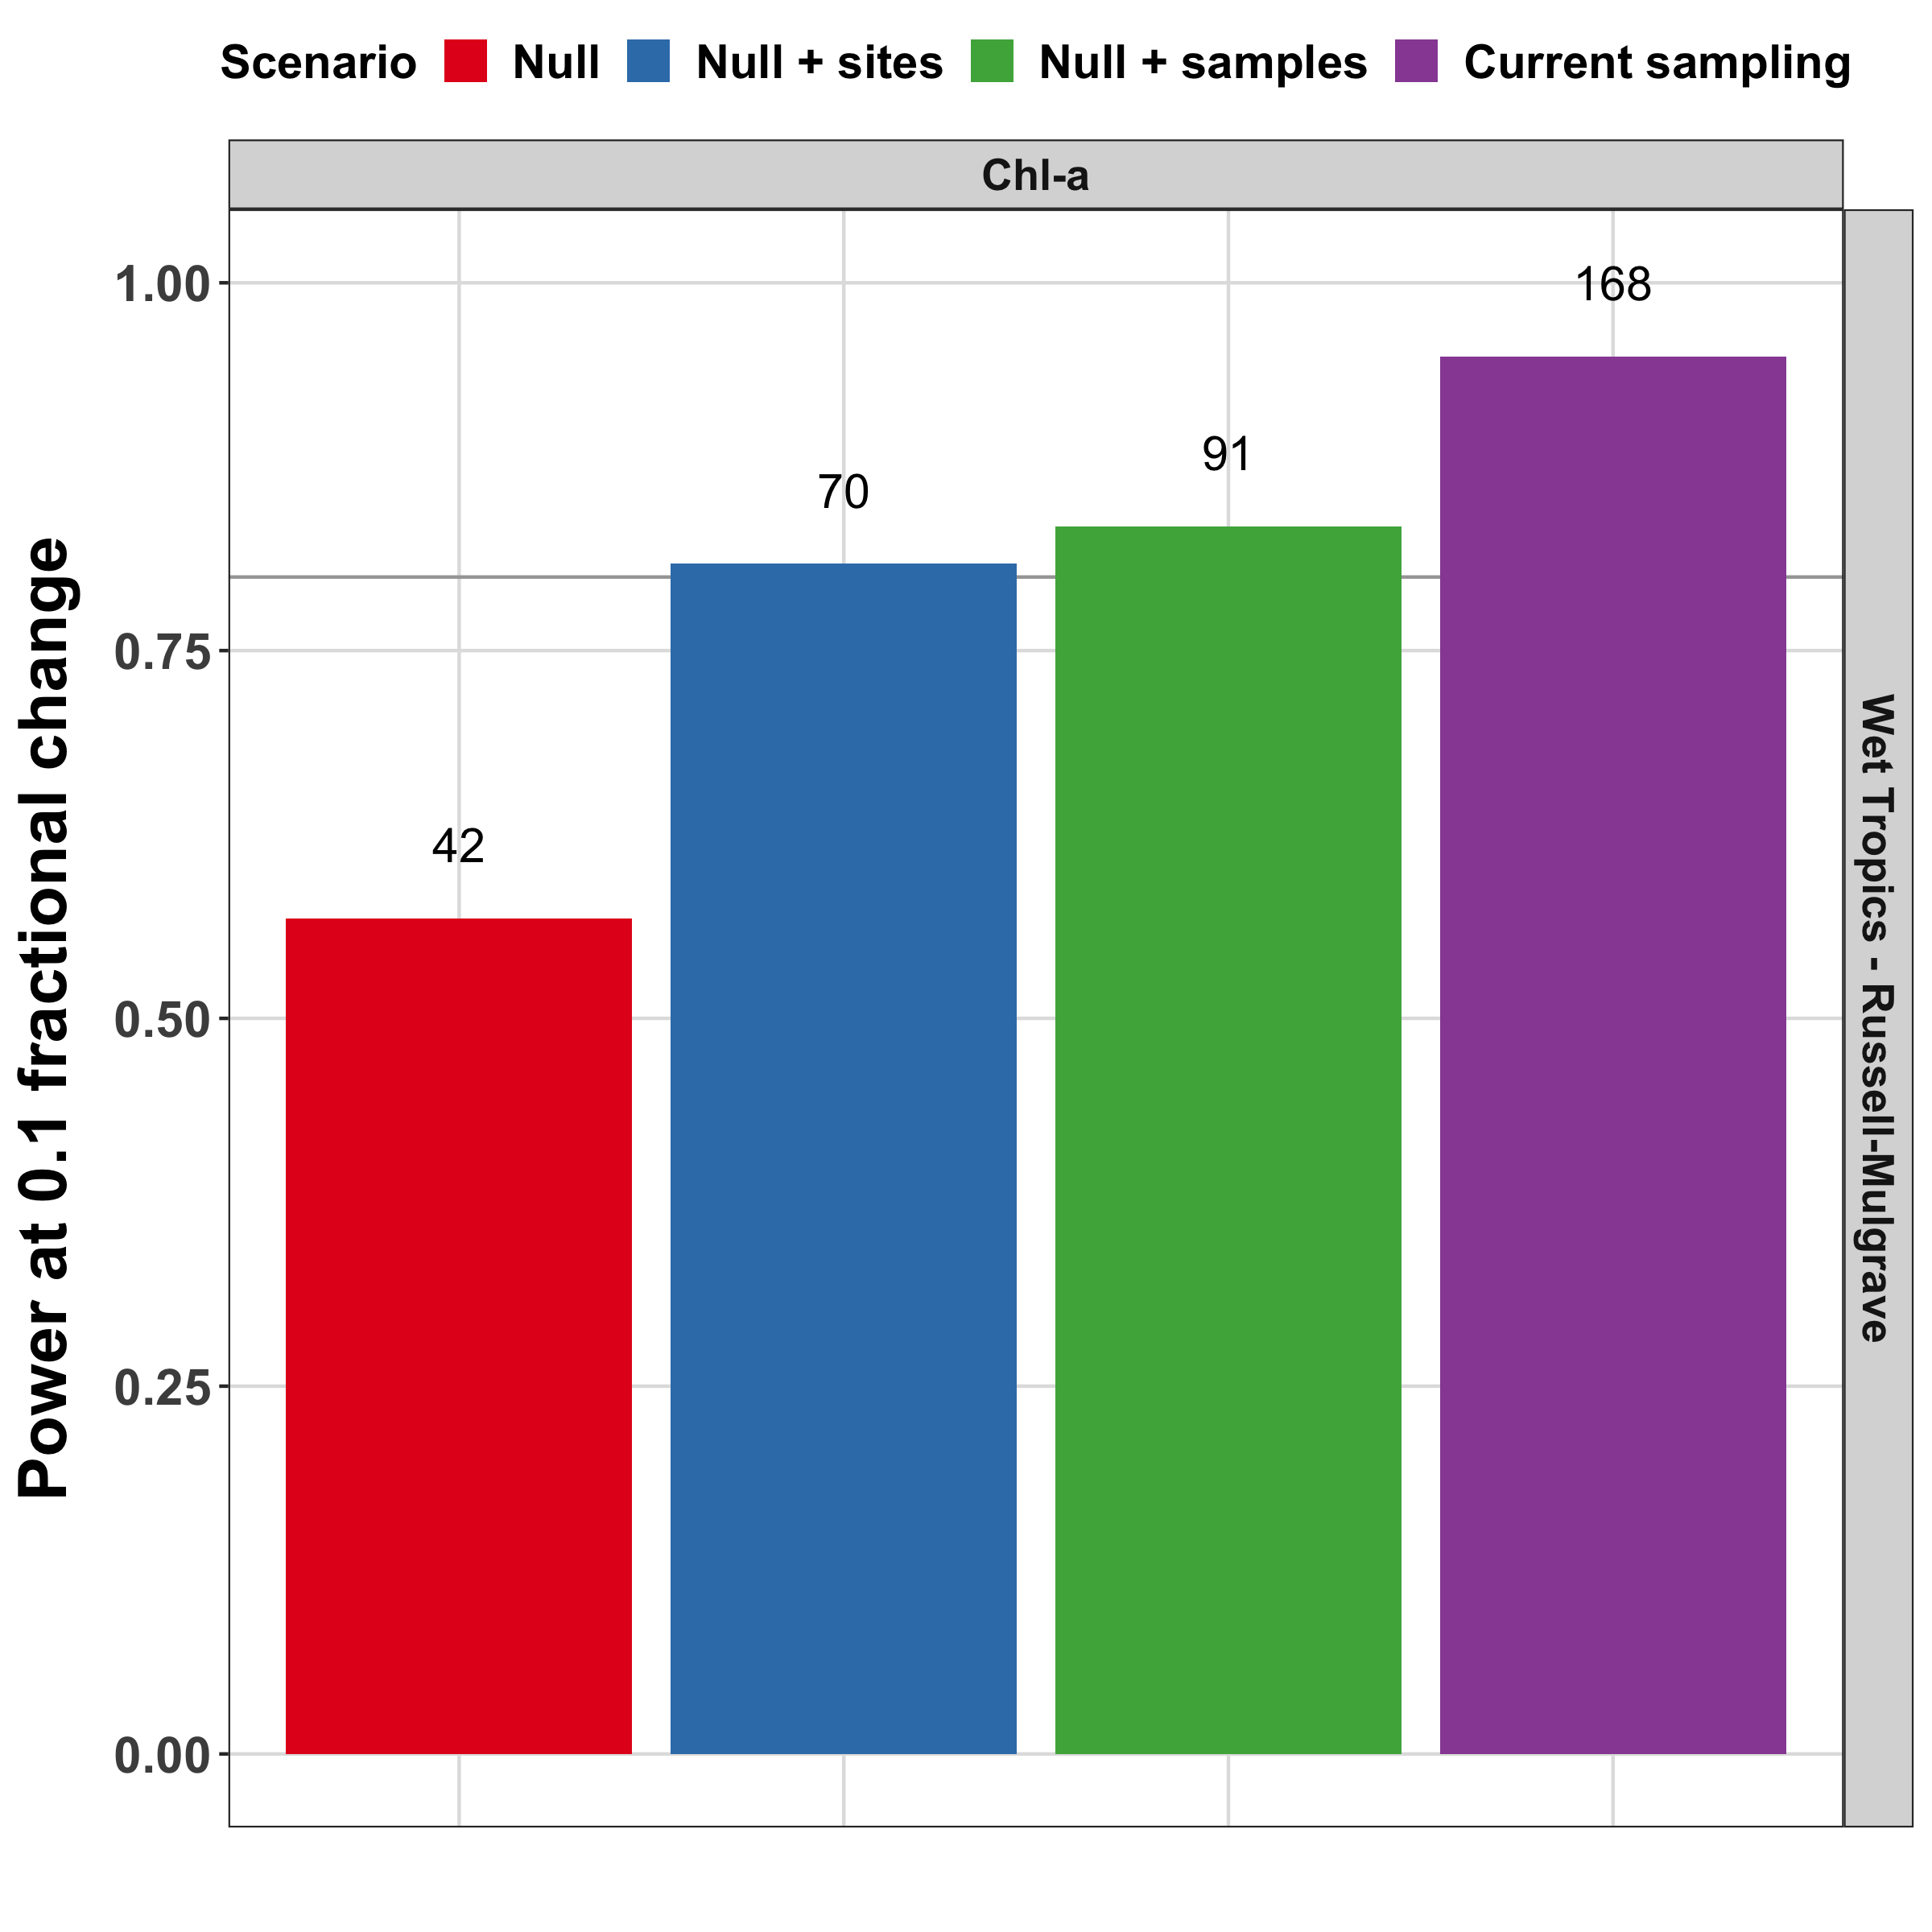 Scenario Null Null + sites Null + samples Current sampling
Chl-a
1.00
0.75
0.50
0.25
0.00
Power at 0.1 fractional change
42
70
91
168
Wet Tropics - Russell-Mulgrave